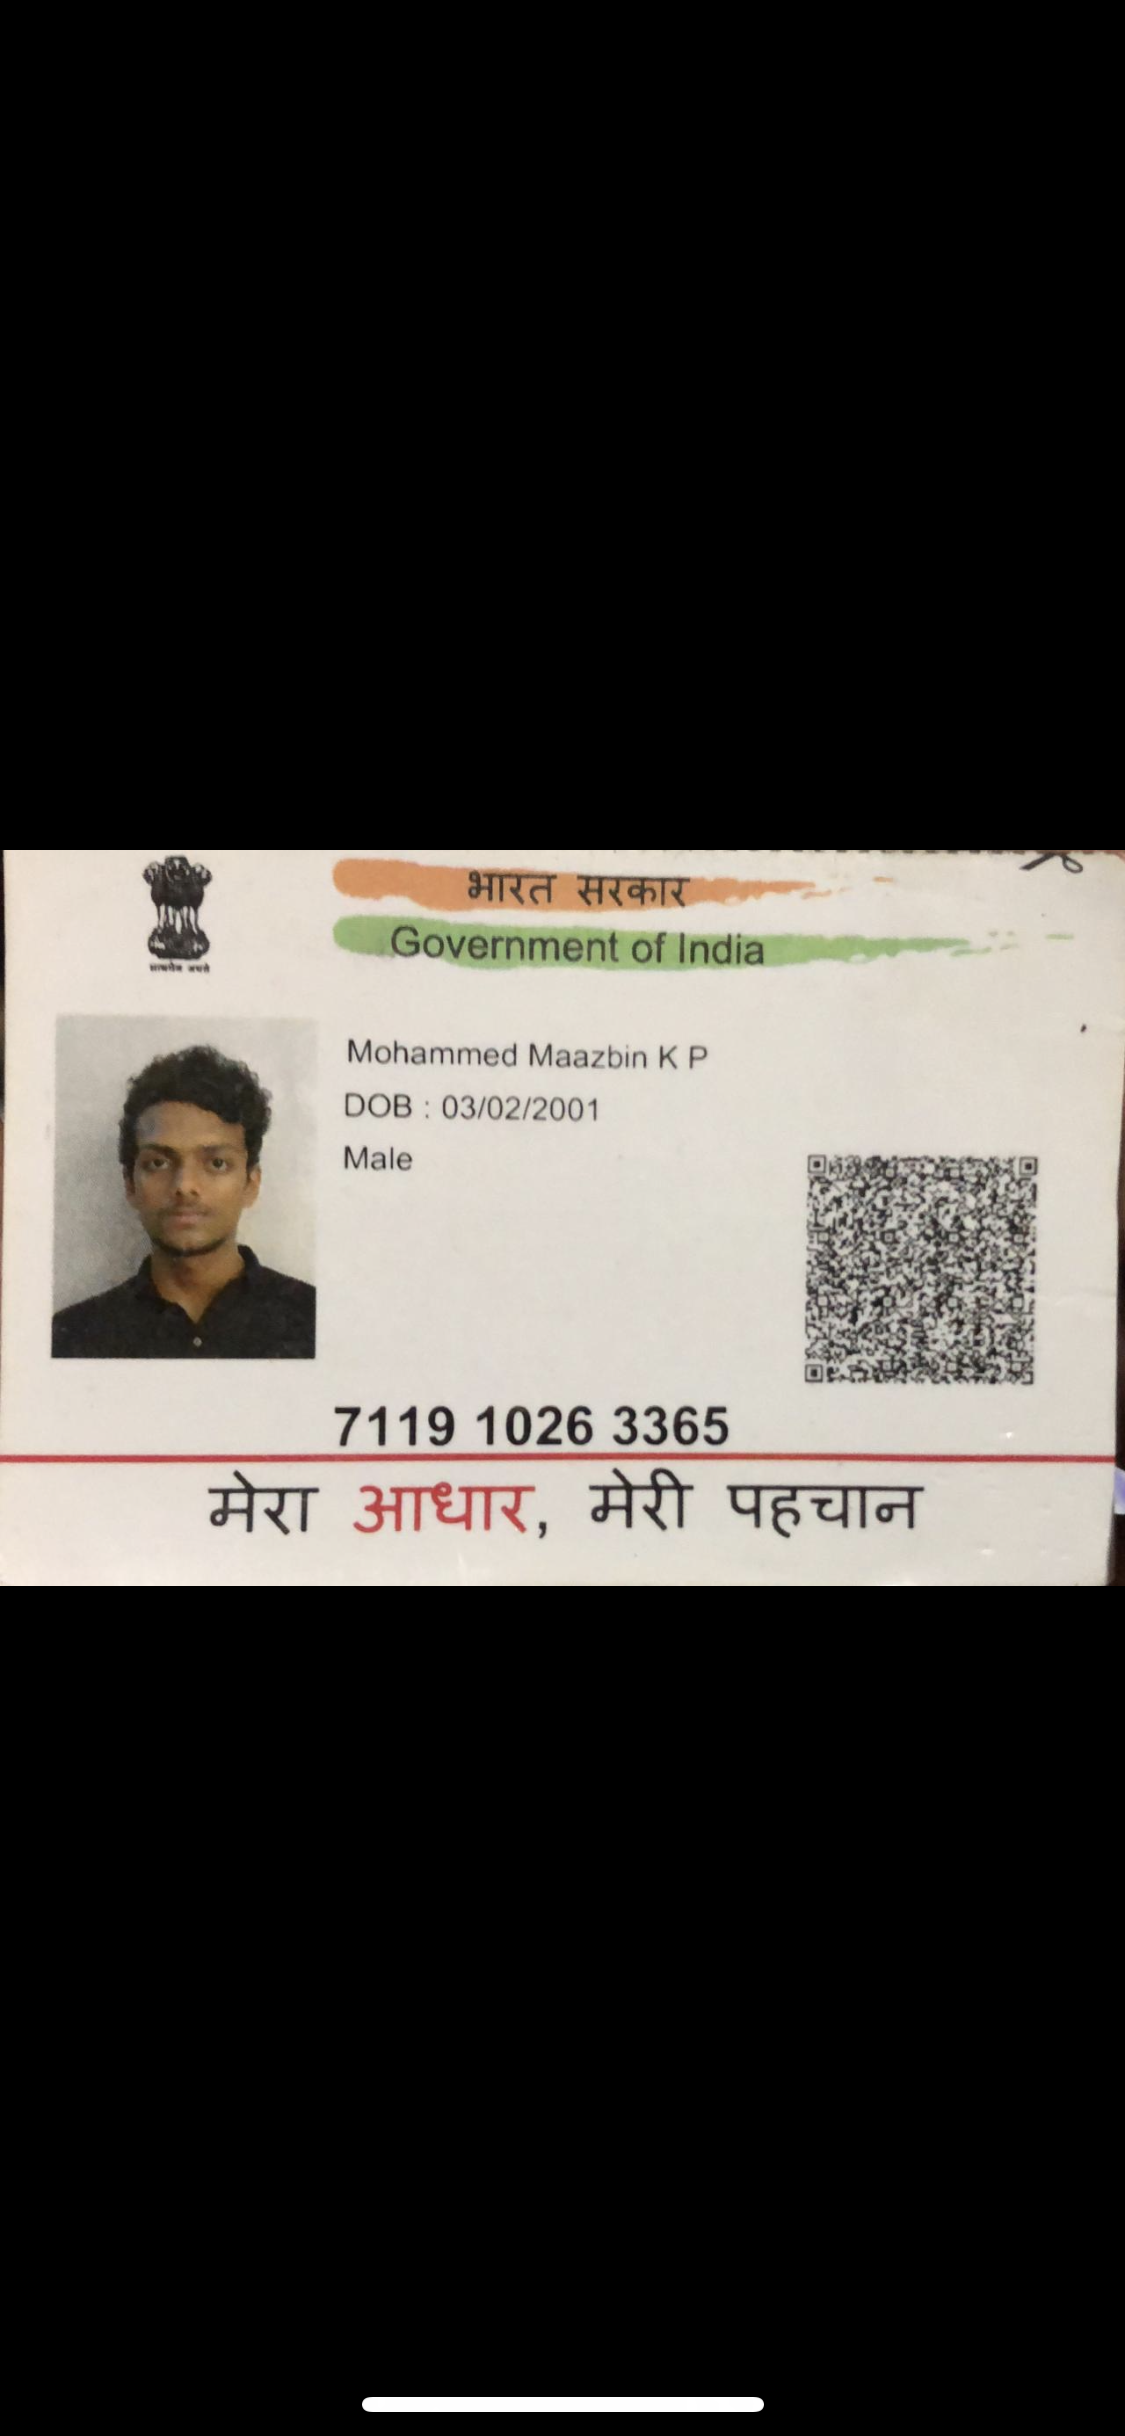 सत्यमेव जयते
भारत सरकार
Government of India
Mohammed Maazbin K P
DOB : 03/02/2001
Male
7119 1026 3365
मेरा आधार, मेरी पहचान